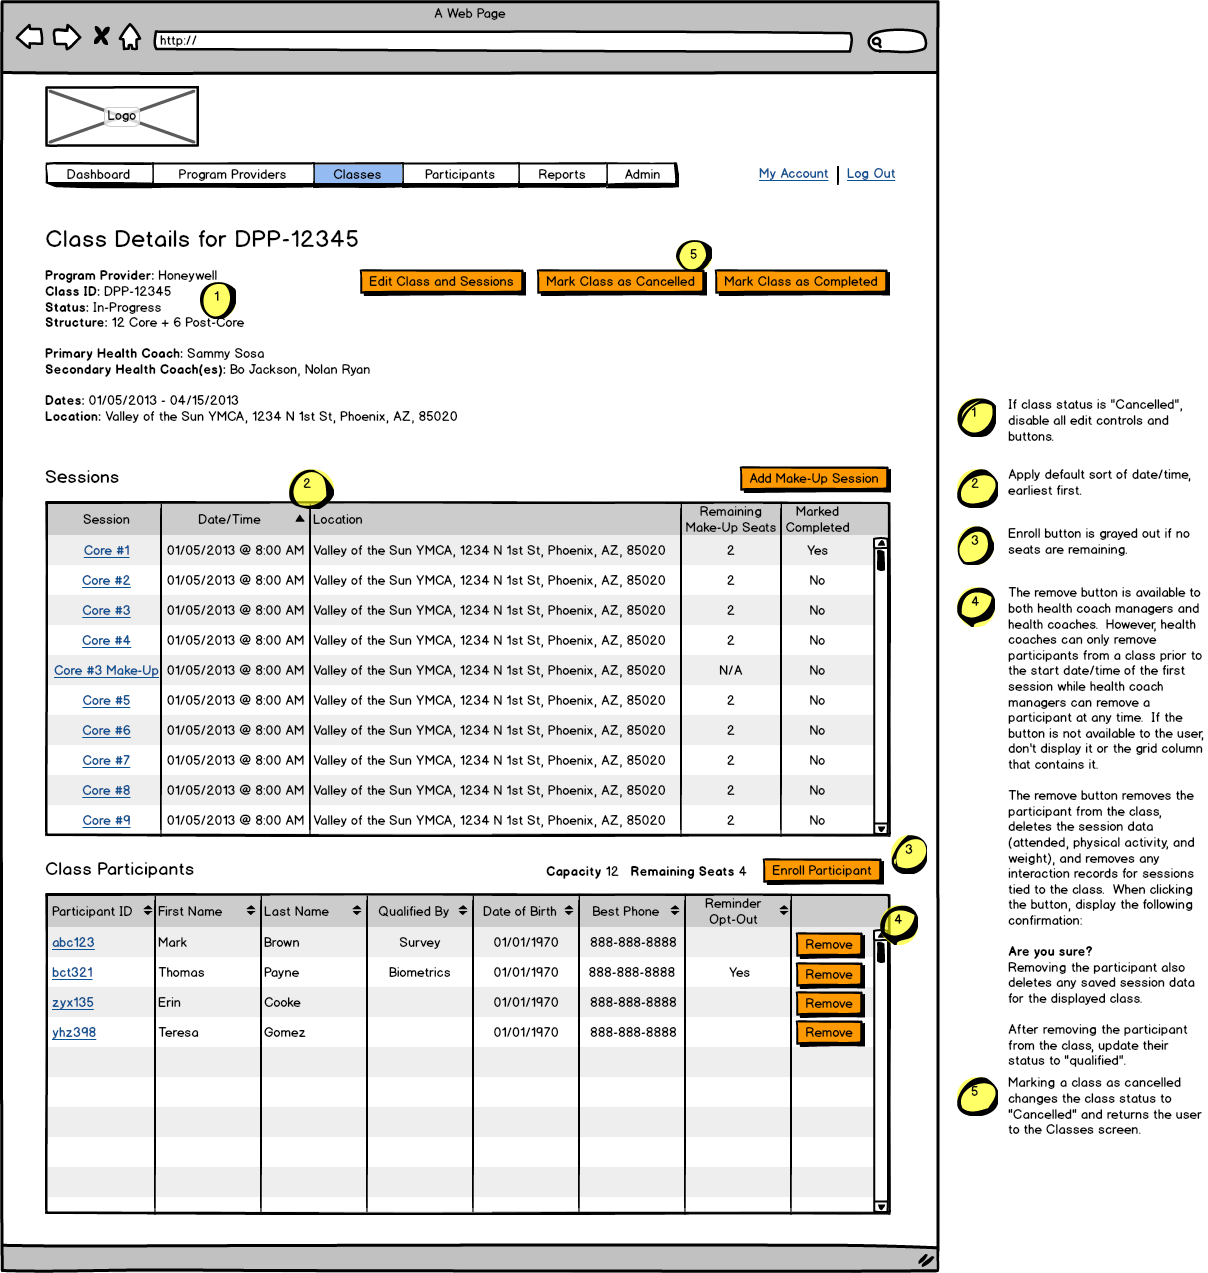 A Web Page
http://
Logo
Dashboard Program Providers Classes Participants Reports Admin My Account Log Out
Class Details for DPP-12345
5
Program Provider: Honeywell
Edit Class and Sessions Mark Class as Cancelled Mark Class as Completed
Class ID: DPP-12345
1
Status: In-Progress
Structure: 12 Core + 6 Post-Core
Primary Health Coach: Sammy Sosa
Secondary Health Coach(es): Bo Jackson, Nolan Ryan
Dates: 01/05/2013 - 04/15/2013
Location: Valley of the Sun YMCA, 1234 N 1st St, Phoenix, AZ, 85020
Sessions
2
Add Make-Up Session
Session Date/Time Location Remaining Make-Up Seats Marked Completed
Core #1 01/05/2013 @ 8:00 AM Valley of the Sun YMCA, 1234 N 1st St, Phoenix, AZ, 85020 2 Yes
Core #2 01/05/2013 @ 8:00 AM Valley of the Sun YMCA, 1234 N 1st St, Phoenix, AZ, 85020 2 No
Core #3 01/05/2013 @ 8:00 AM Valley of the Sun YMCA, 1234 N 1st St, Phoenix, AZ, 85020 2 No
Core #4 01/05/2013 @ 8:00 AM Valley of the Sun YMCA, 1234 N 1st St, Phoenix, AZ, 85020 2 No
Core #3 Make-Up 01/05/2013 @ 8:00 AM Valley of the Sun YMCA, 1234 N 1st St, Phoenix, AZ, 85020 N/A No
Core #5 01/05/2013 @ 8:00 AM Valley of the Sun YMCA, 1234 N 1st St, Phoenix, AZ, 85020 2 No
Core #6 01/05/2013 @ 8:00 AM Valley of the Sun YMCA, 1234 N 1st St, Phoenix, AZ, 85020 2 No
Core #7 01/05/2013 @ 8:00 AM Valley of the Sun YMCA, 1234 N 1st St, Phoenix, AZ, 85020 2 No
Core #8 01/05/2013 @ 8:00 AM Valley of the Sun YMCA, 1234 N 1st St, Phoenix, AZ, 85020 2 No
Core #9 01/05/2013 @ 8:00 AM Valley of the Sun YMCA, 1234 N 1st St, Phoenix, AZ, 85020 2 No
3
Class Participants Capacity 12 Remaining Seats 4 Enroll Participant
Participant ID First Name Last Name Qualified By Date of Birth Best Phone Reminder Opt-Out
4
abc123 Mark Brown Survey 01/01/1970 888-888-8888 Remove
bct321 Thomas Payne Biometrics 01/01/1970 888-888-8888 Yes Remove
zyx135 Erin Cooke 01/01/1970 888-888-8888 Remove
yhz398 Teresa Gomez 01/01/1970 888-888-8888 Remove
1
If class status is "Cancelled",
disable all edit controls and
buttons.
2
Apply default sort of date/time,
earliest first.
3
Enroll button is grayed out if no
seats are remaining.
4
The remove button is available to
both health coach managers and
health coaches. However, health
coaches can only remove
participants from a class prior to
the start date/time of the first
session while health coach
managers can remove a
participant at any time. If the
button is not available to the user,
don't display it or the grid column
that contains it.
The remove button removes the
participant from the class,
deletes the session data
(attended, physical activity, and
weight), and removes any
interaction records for sessions
tied to the class. When clicking
the button, display the following
confirmation:
Are you sure?
Removing the participant also
deletes any saved session data
for the displayed class.
After removing the participant
from the class, update their
status to "qualified".
5
Marking a class as cancelled
changes the class status to
"Cancelled" and returns the user
to the Classes screen.